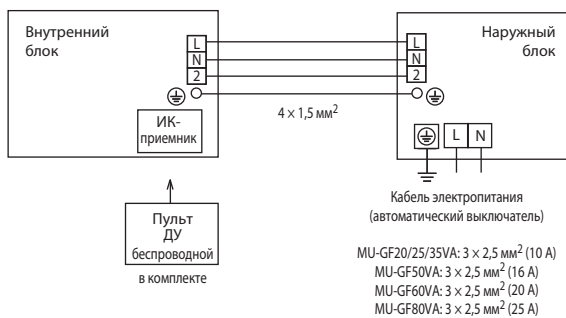 Внутренний
блок
L
N
2
ИК-
приемник
Пульт
ДУ
беспроводной
в комплекте
4 × 1,5 мм²
Наружный
блок
L
N
2
L N
Кабель электропитания
(автоматический выключатель)
MU-GF20/25/35VA: 3 × 2,5 мм² (10 А)
MU-GF50VA: 3 × 2,5 мм² (16 А)
MU-GF60VA: 3 × 2,5 мм² (20 А)
MU-GF80VA: 3 × 2,5 мм² (25 А)